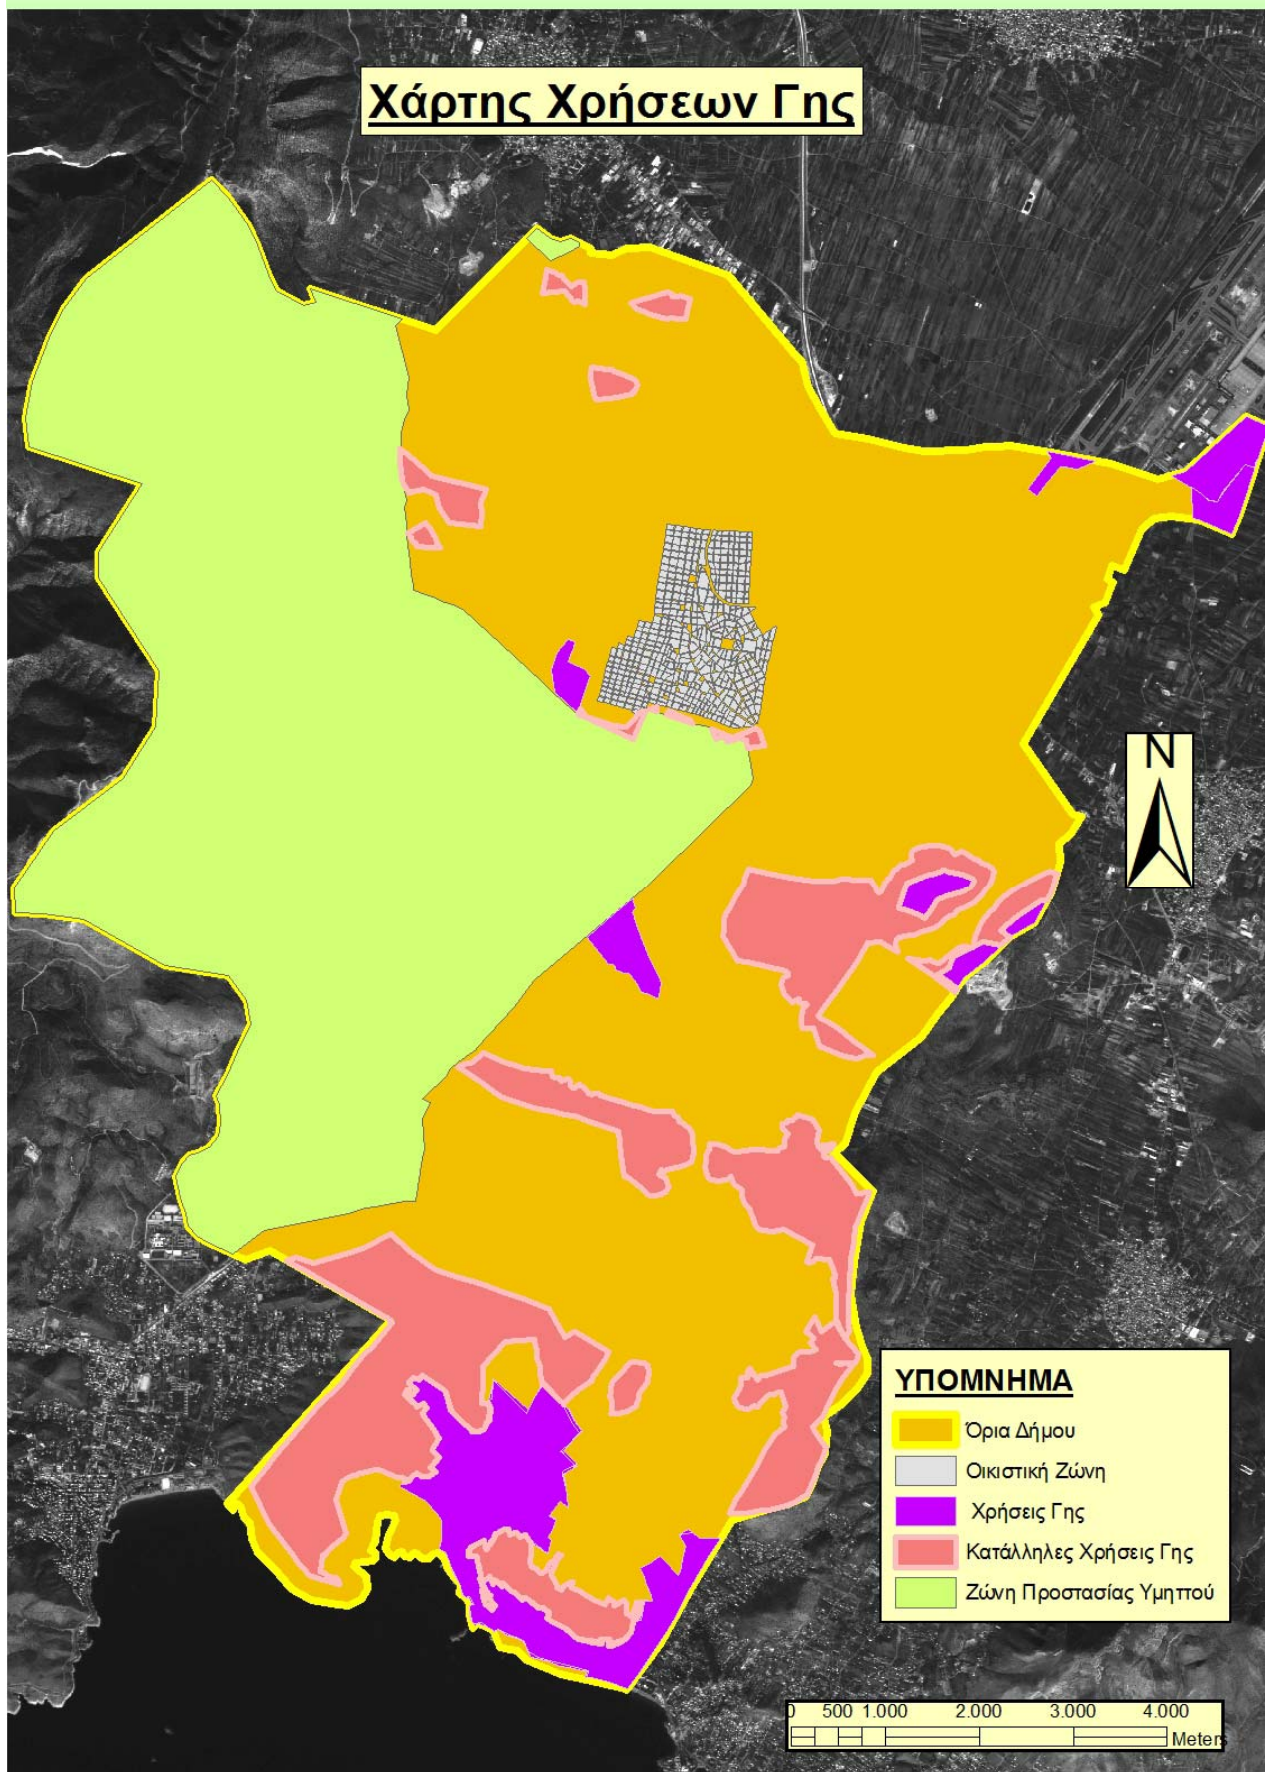 Χάρτης Χρήσεων Γης
N
ΥΠΟΜΝΗΜΑ
Όρια Δήμου
Οικιστική Ζώνη
Χρήσεις Γης
Κατάλληλες Χρήσεις Γης
Ζώνη Προστασίας Υμηττού
0 500 1.000 2.000 3.000 4.000
Meters